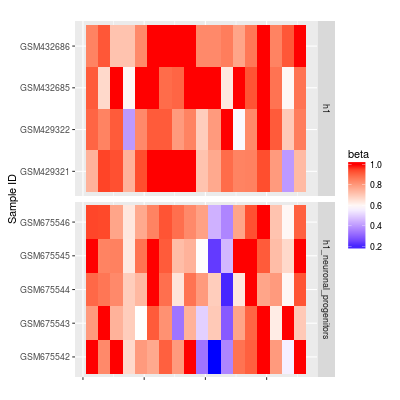 GSM432686
GSM432685
GSM429322
GSM429321
h1
GSM675546
GSM675545
GSM675544
GSM675543
GSM675542
h1_neuronal_progenitors
Sample ID
beta
1.0
0.8
0.6
0.4
0.2